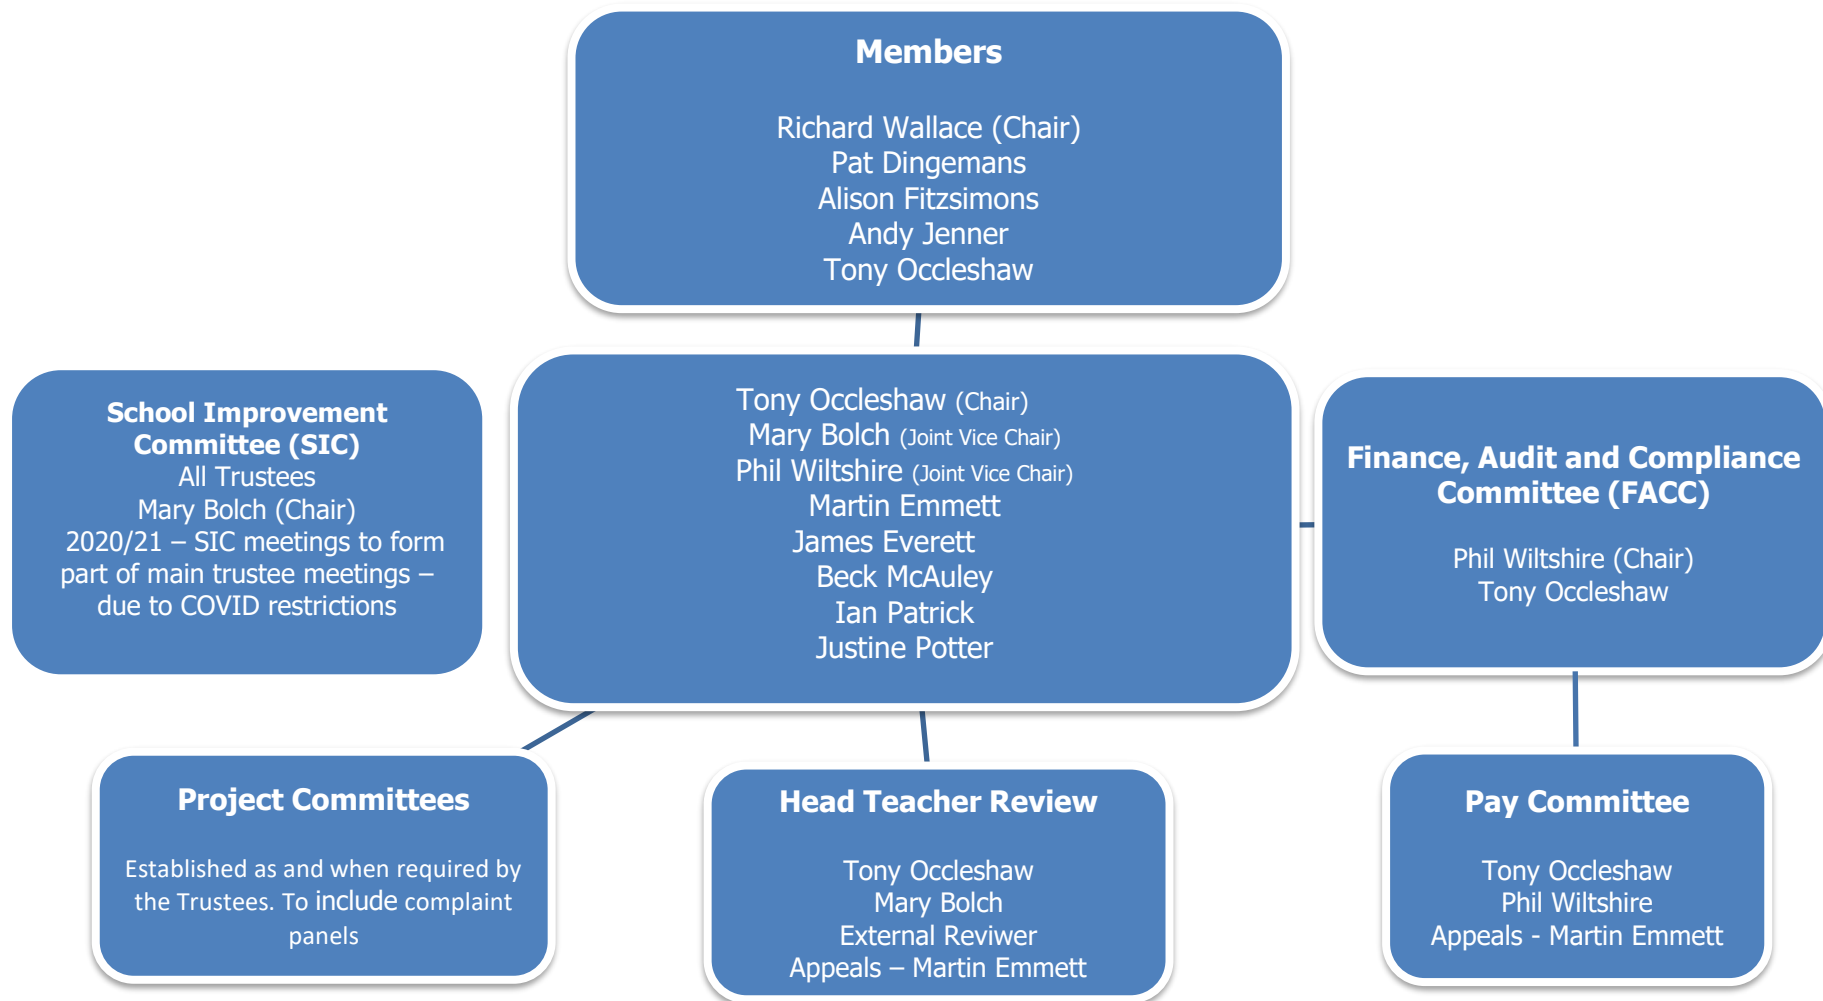 Members
Richard Wallace (Chair)
Pat Dingemans
Alison Fitzsimons
Andy Jenner
Tony Occleshaw
School Improvement
Committee (SIC)
All Trustees
Mary Bolch (Chair)
2020/21 – SIC meetings to form
part of main trustee meetings –
due to COVID restrictions
Tony Occleshaw (Chair)
Mary Bolch (Joint Vice Chair)
Phil Wiltshire (Joint Vice Chair)
Martin Emmett
James Everett
Beck McAuley
Ian Patrick
Justine Potter
Finance, Audit and Compliance
Committee (FACC)
Phil Wiltshire (Chair)
Tony Occleshaw
Project Committees
Established as and when required by
the Trustees. To include complaint
panels
Head Teacher Review
Tony Occleshaw
Mary Bolch
External Reviwer
Appeals – Martin Emmett
Pay Committee
Tony Occleshaw
Phil Wiltshire
Appeals - Martin Emmett